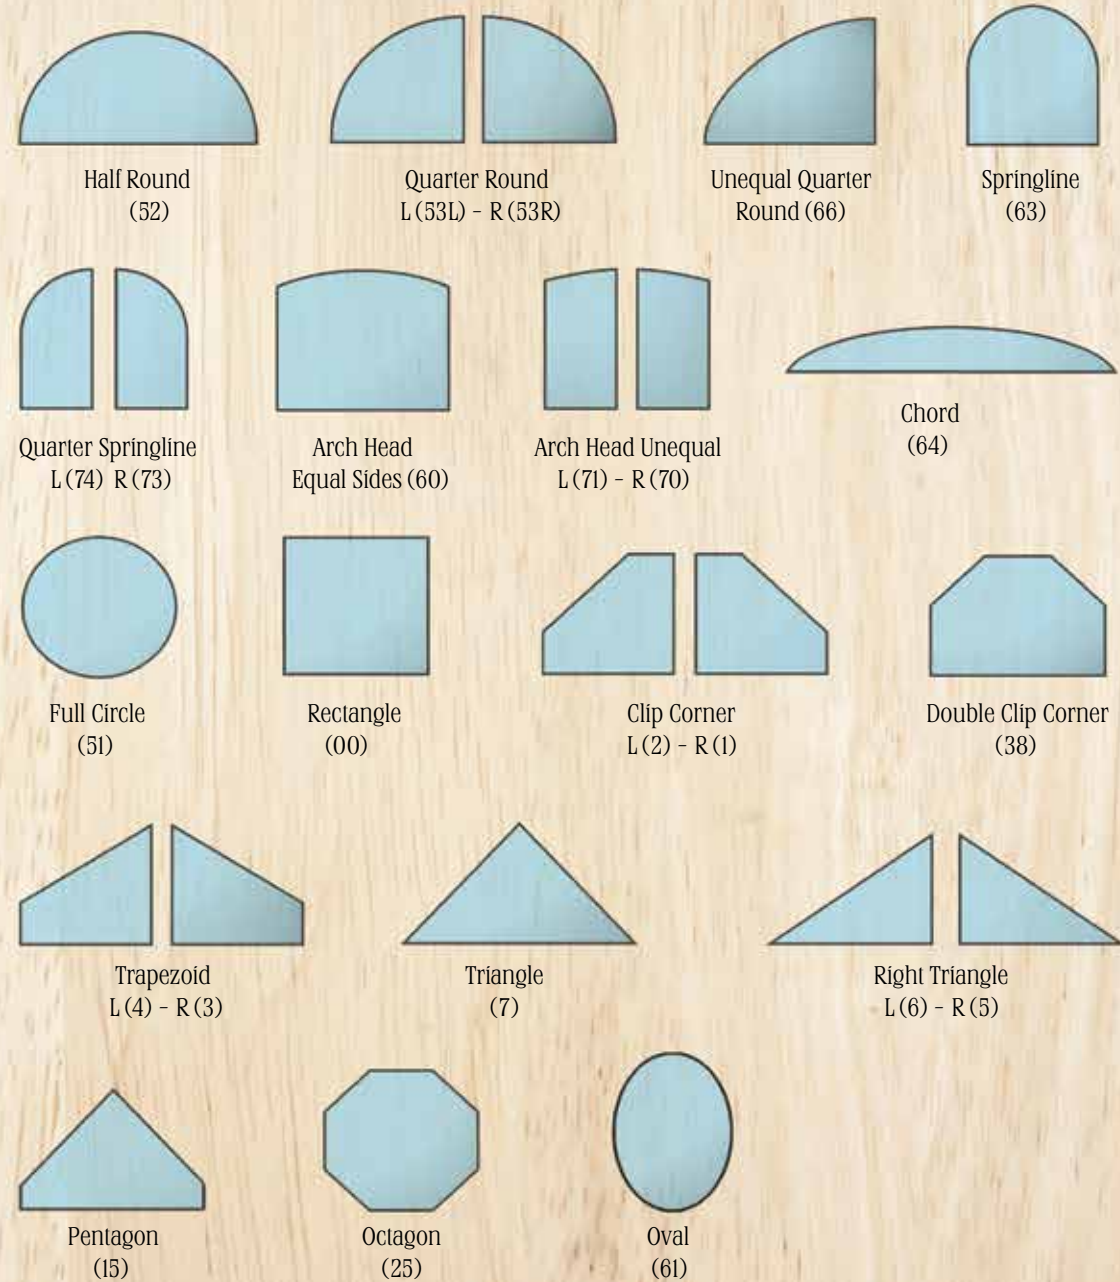 Half Round
(52)
Quarter Round
L (53L) - R (53R)
Unequal Quarter
Round (66)
Springline
(63)
Quarter Springline
L (74) R (73)
Arch Head
Equal Sides (60)
Arch Head Unequal
L (71) - R (70)
Chord
(64)
Full Circle
(51)
Rectangle
(00)
Clip Corner
L (2) - R (1)
Double Clip Corner
(38)
Trapezoid
L (4) - R (3)
Triangle
(7)
Right Triangle
L (6) - R (5)
Pentagon
(15)
Octagon
(25)
Oval
(61)